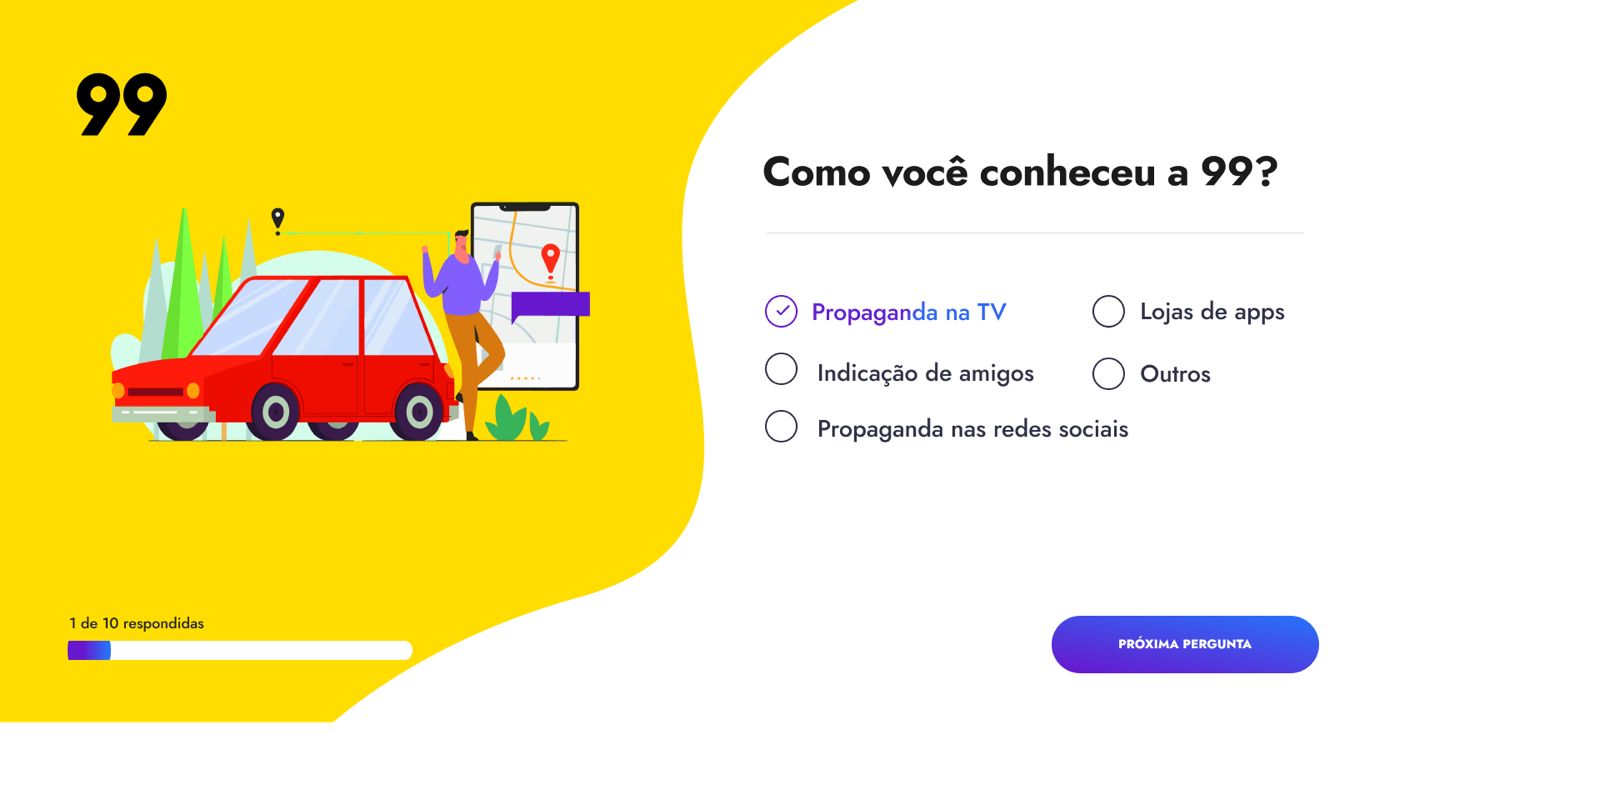 99
Como você conheceu a 99?
Propaganda na TV
Indicação de amigos
Propaganda nas redes sociais
Lojas de apps
Outros
1 de 10 respondidas
PRÓXIMA PERGUNTA